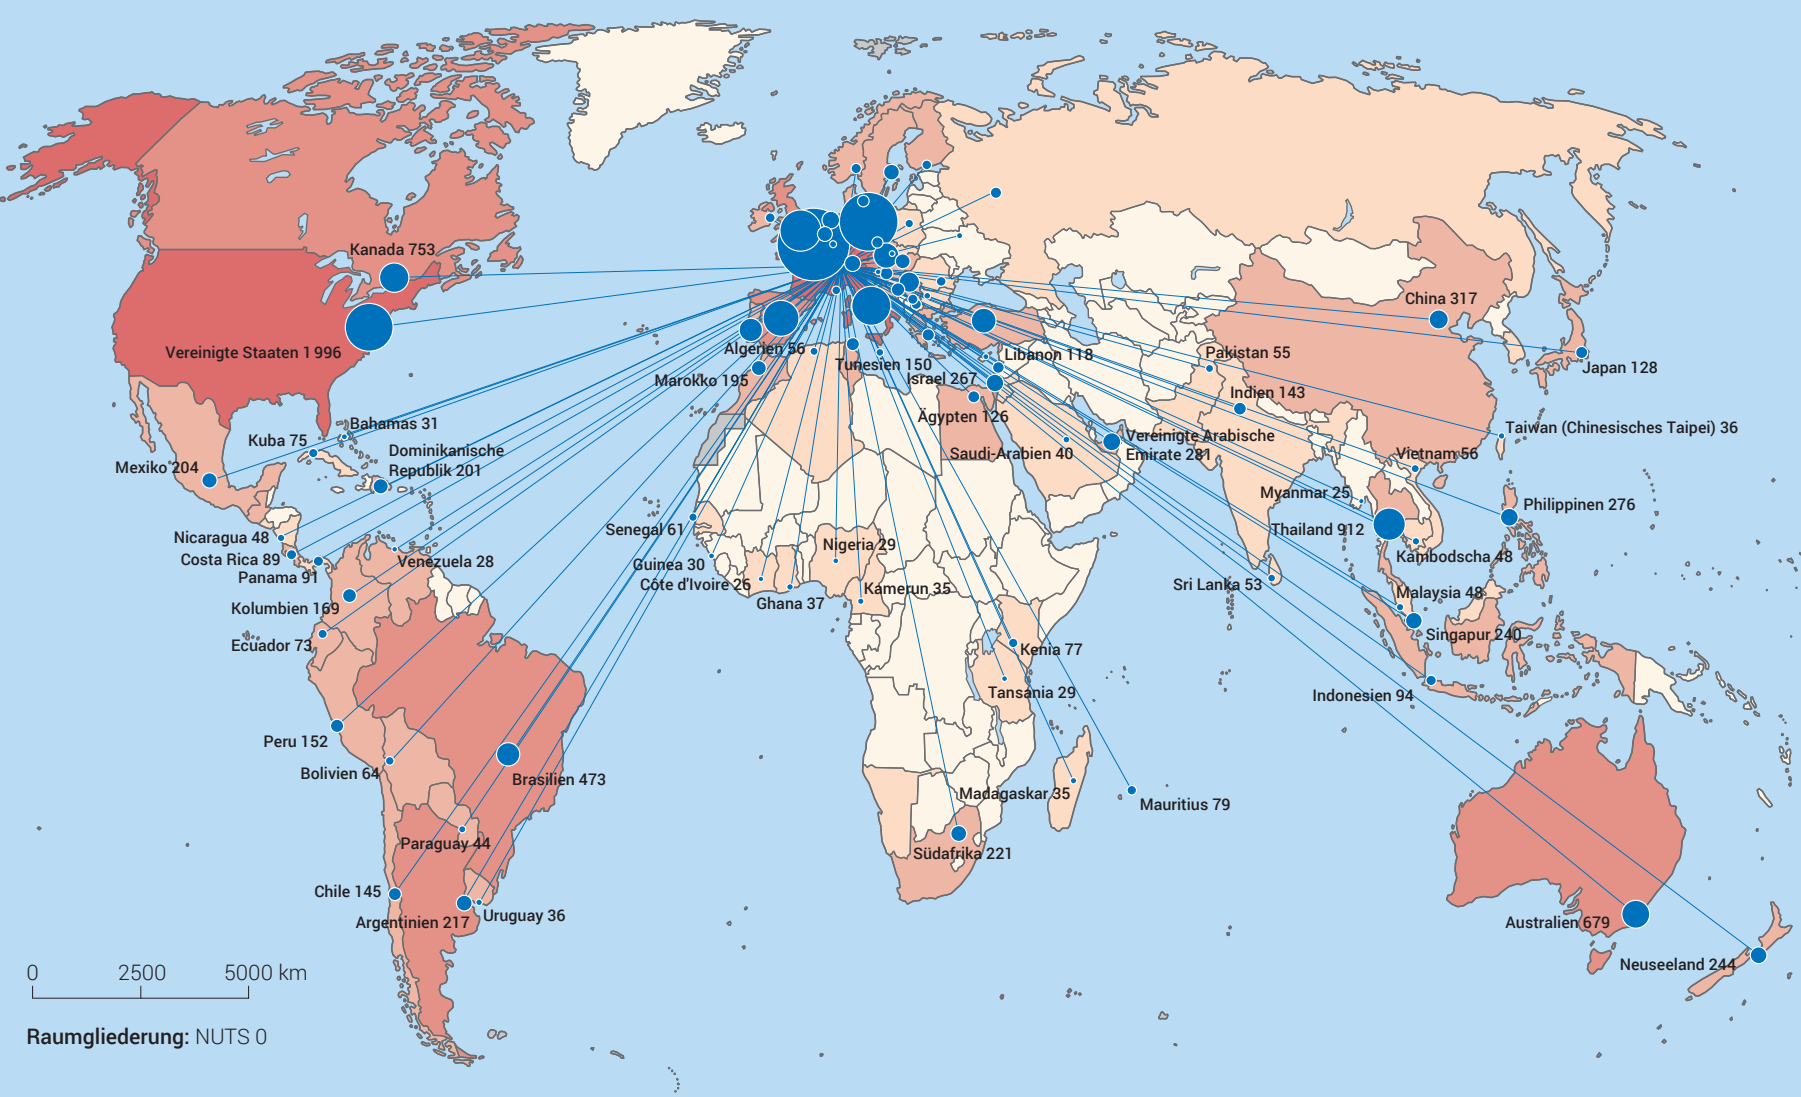 Kanada 753
Vereinigte Staaten 1 996
Algerien 56
Marokko 195
Tunesien 150
Israel 267
Libanon 118
Ägypten 126
Pakistan 55
China 317
Japan 128
Indien 143
Bahamas 31
Kuba 75
Mexiko 204
Dominikanische
Republik 201
Saudi-Arabien 40
Vereinigte Arabische
Emirate 281
Taiwan (Chinesisches Taipei) 36
Vietnam 56
Myanmar 25
Philippinen 276
Thailand 912
Kambodscha 48
Nicaragua 48
Costa Rica 89
Panama 91
Venezuela 28
Kolumbien 169
Ecuador 73
Senegal 61
Guinea 30
Côte d'Ivoire 26
Ghana 37
Nigeria 29
Kamerun 35
Sri Lanka 53
Malaysia 48
Singapur 240
Kenia 77
Tansania 29
Indonesien 94
Peru 152
Bolivien 64
Brasilien 473
Madagaskar 35
Mauritius 79
Paraguay 44
Südafrika 221
Chile 145
Argentinien 217
Uruguay 36
Australien 679
Neuseeland 244
0 2500 5000 km
Raumgliederung: NUTS 0